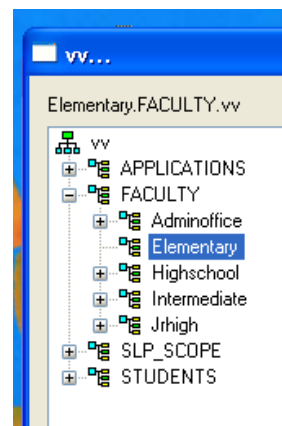 vv...
Elementary.FACULTY.vv
vv
APPLICATIONS
FACULTY
Adminoffice
Elementary
Highschool
Intermediate
Jrhigh
SLP_SCOPE
STUDENTS